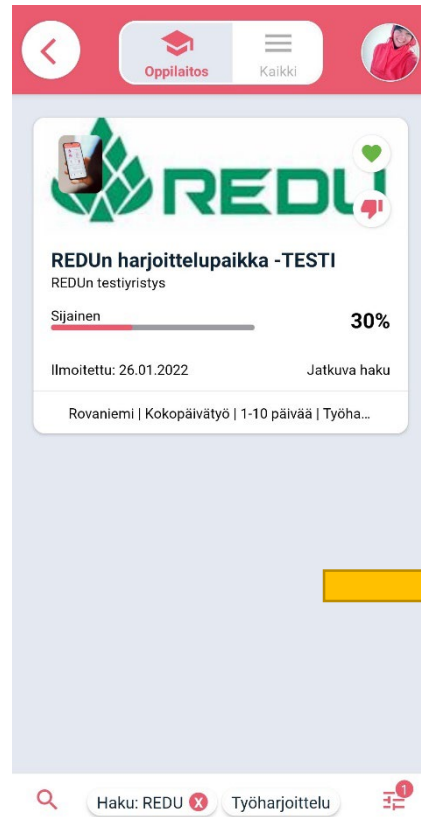 Oppilaitos
Kaikki
REDU
REDUn harjoittelupaikka -TESTI
REDUn testiyristys
Sijainen
30%
Ilmoitettu: 26.01.2022
Jatkuva haku
Rovaniemi | Kokopäivätyö | 1-10 päivää | Työha...
Haku: REDU X
Työharjoittelu
1